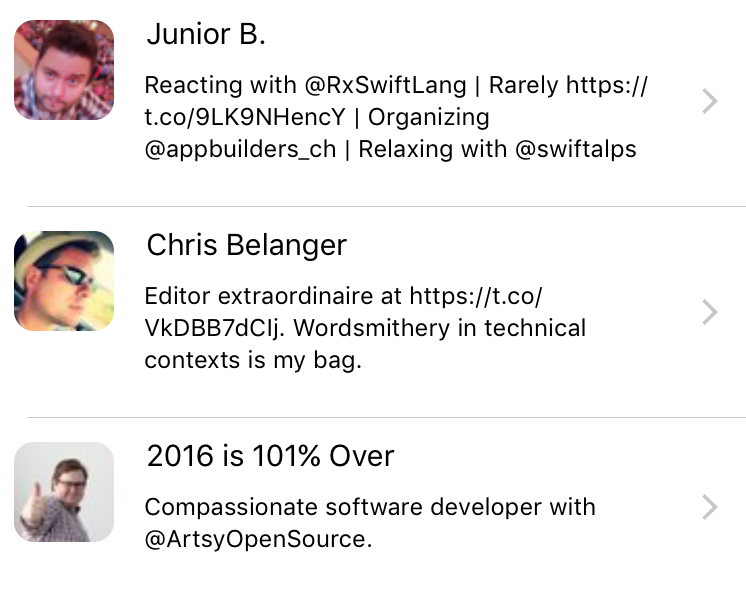 Junior B.
Reacting with @RxSwiftLang | Rarely https://
t.co/9LK9NHencY | Organizing
@appbuilders_ch | Relaxing with @swiftalps
Chris Belanger
Editor extraordinaire at https://t.co/
VkDBB7dCIj. Wordsmithery in technical
contexts is my bag.
2016 is 101% Over
Compassionate software developer with
@ArtsyOpenSource.